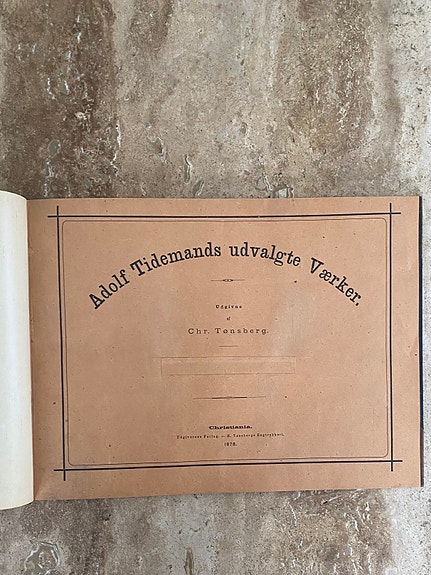 Adolf Tidemands udvalgte Værker.
Udgivne
af
Chr. Tønsberg.
Christiania.
Udgiverens Forlag. — E. Tønsbergs Bogtrykkeri.
1878.